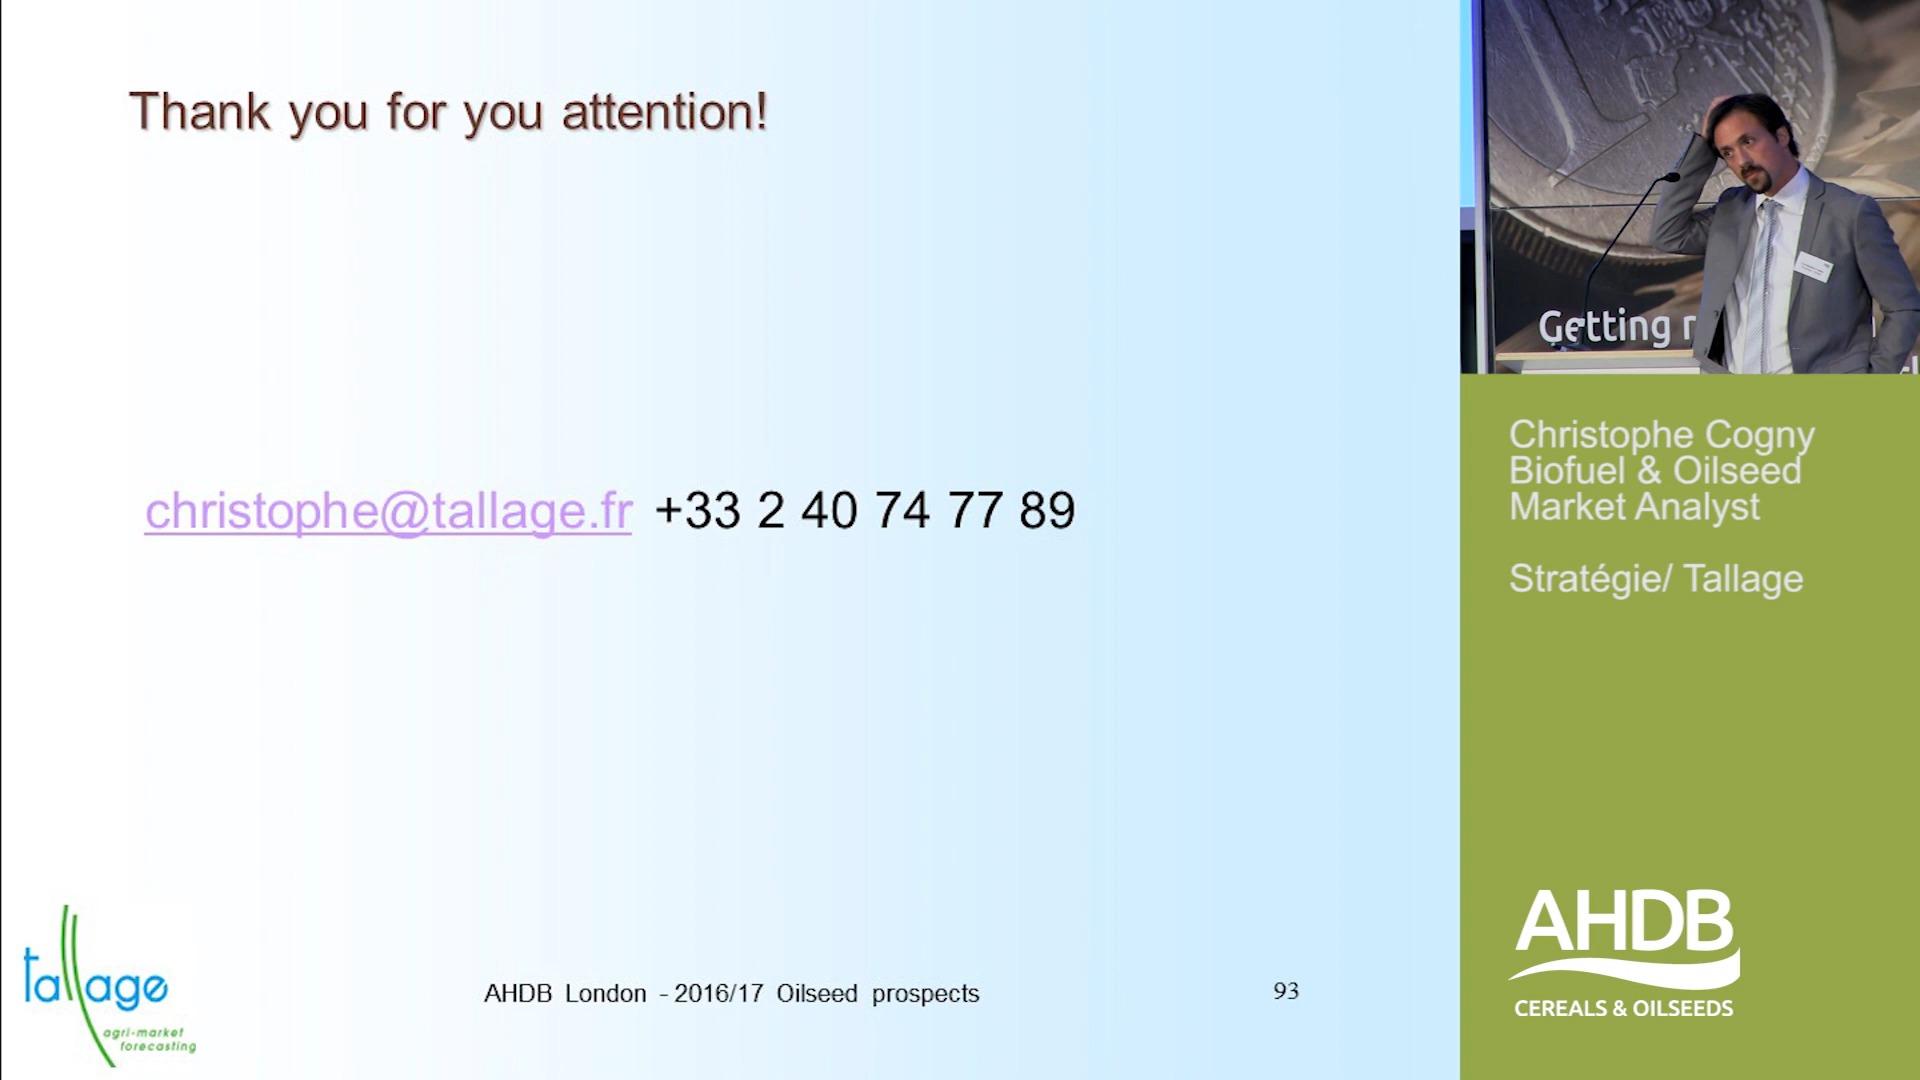 Thank you for you attention!
christophe@tallage.fr +33 2 40 74 77 89
tallage
agri-market
forecasting
AHDB London - 2016/17 Oilseed prospects
93
Getting
Christophe Cogny
Biofuel & Oilseed
Market Analyst
Stratégie/ Tallage
AHDB
CEREALS & OILSEEDS